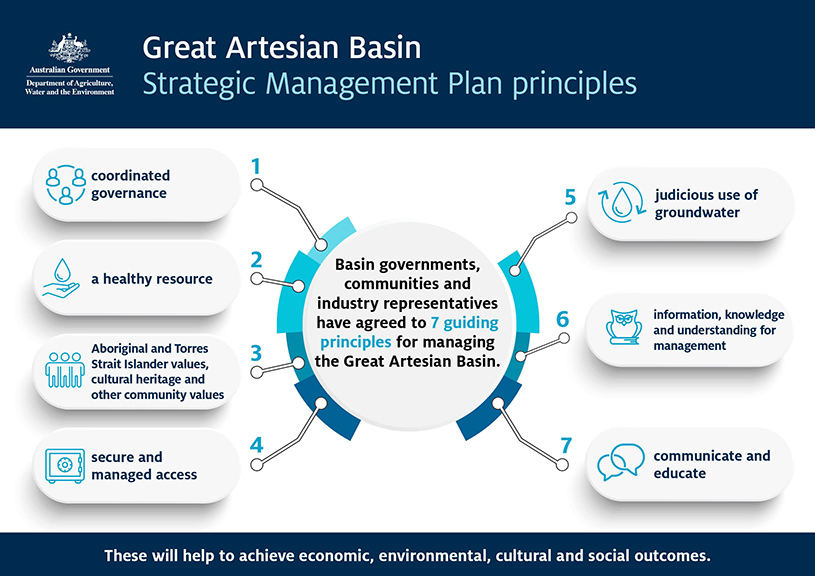 Australian Government
Department of Agriculture,
Water and the Environment
Great Artesian Basin
Strategic Management Plan principles
1
coordinated
governance
2
a healthy resource
3
Aboriginal and Torres
Strait Islander values,
cultural heritage and
other community values
4
secure and
managed access
Basin governments,
communities and
industry representatives
have agreed to 7 guiding
principles for managing
the Great Artesian Basin.
5
judicious use of
groundwater
6
information, knowledge
and understanding for
management
7
communicate and
educate
These will help to achieve economic, environmental, cultural and social outcomes.